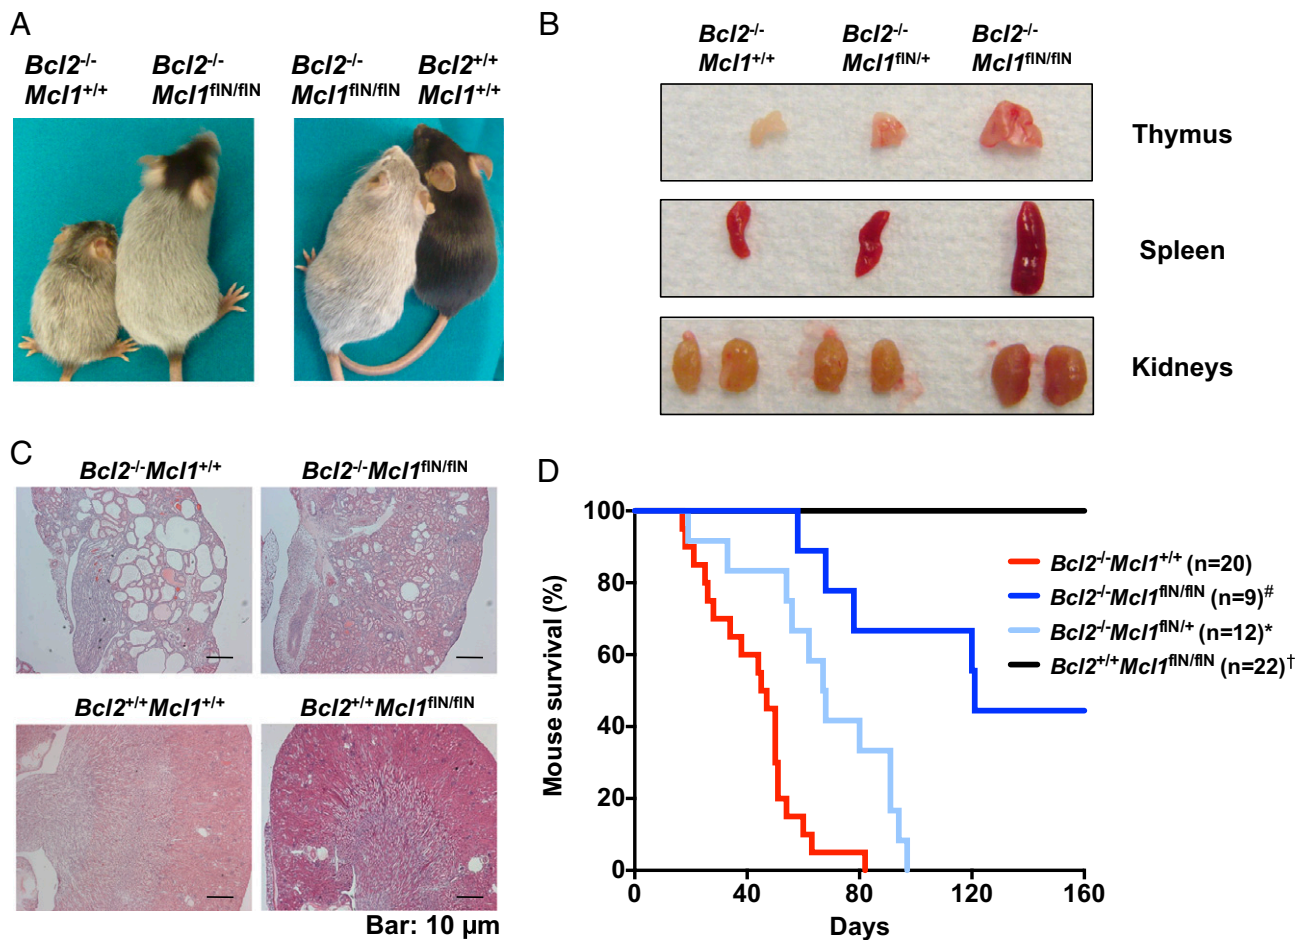 A
Bcl2-/-
Mcl1+/+
Bcl2-/-
Mcl1flN/flN
Bcl2-/-
Mcl1flN/flN
Bcl2+/+
Mcl1+/+
B
Bcl2-/-
Mcl1+/+
Bcl2-/-
Mcl1flN/+
Bcl2-/-
Mcl1flN/flN
Thymus
Spleen
Kidneys
C
Bcl2-/-Mcl1+/+
Bcl2-/-Mcl1flN/flN
Bcl2+/+Mcl1+/+
Bcl2+/+Mcl1flN/flN
Bar: 10 µm
D
Mouse survival (%)
100
80
60
40
20
0
0 40 80 120 160
Days
Bcl2-/-Mcl1+/+ (n=20)
Bcl2-/-Mcl1flN/flN (n=9)#
Bcl2-/-Mcl1flN/+ (n=12)*
Bcl2+/+Mcl1flN/flN (n=22)†